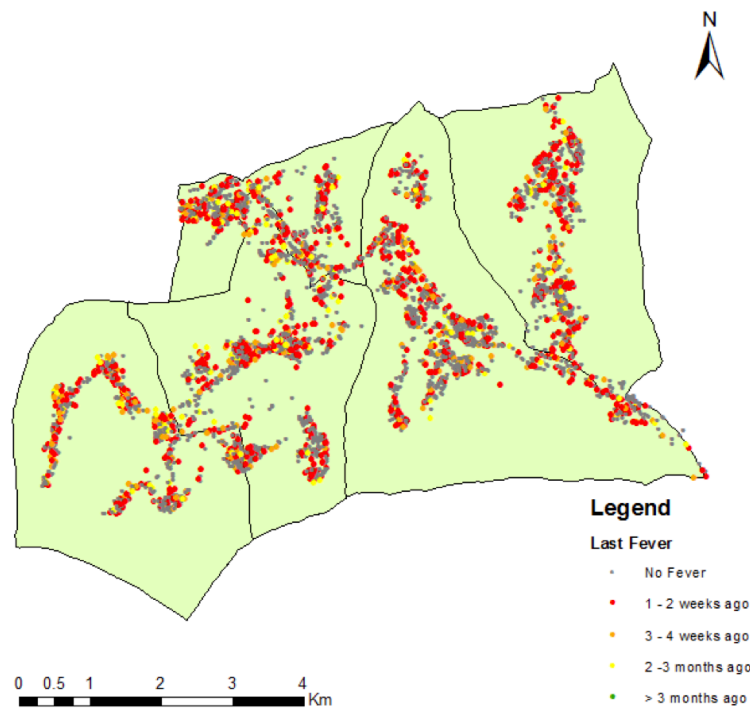 N
Legend
Last Fever
No Fever
1 - 2 weeks ago
3 - 4 weeks ago
2 -3 months ago
> 3 months ago
0 0.5 1 2 3 4
Km